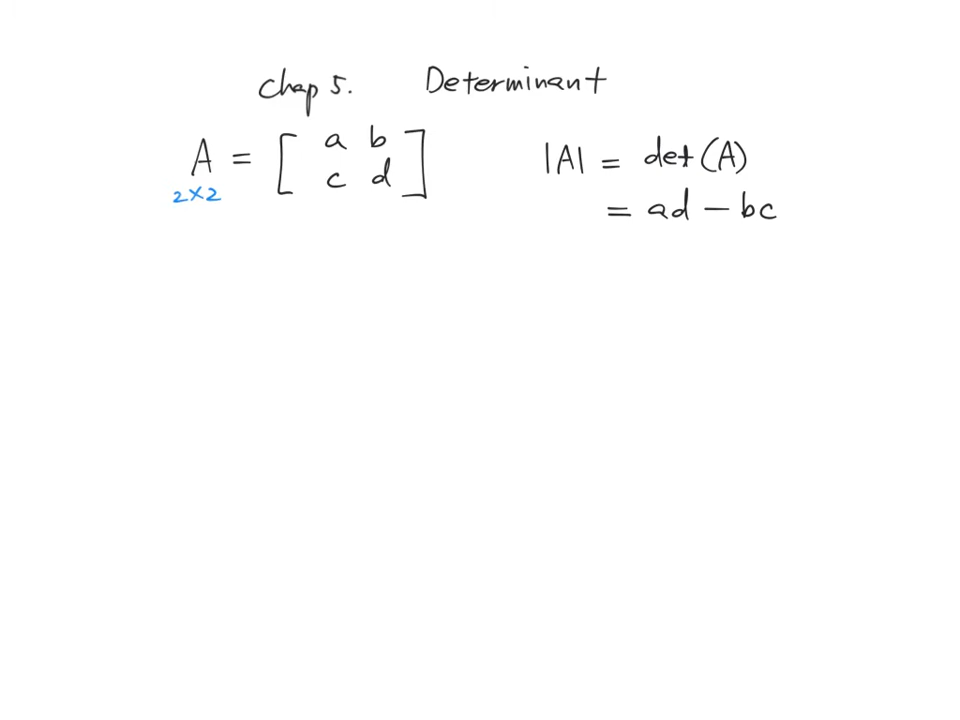 Chap 5. Determinant
A = [ a b |A| = det(A)
2×2 c d ]
= ad - bc